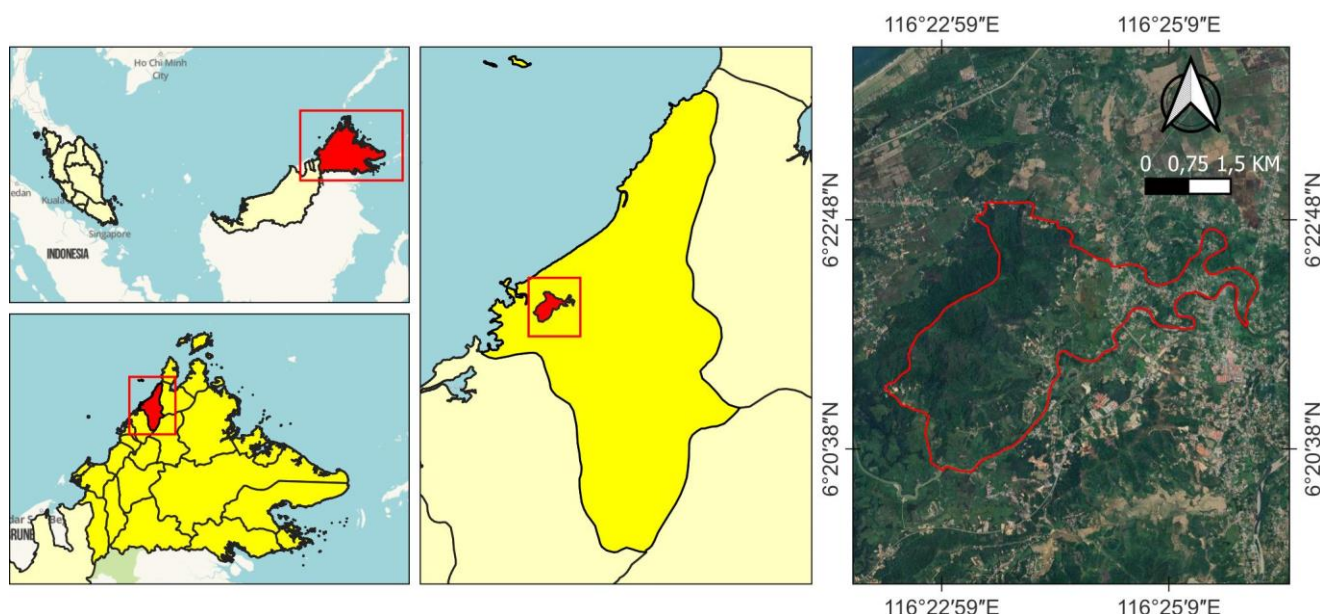 Ho Chi Minh
City
edan
Kuala
Singapore
INDONESIA
dar S
Be
RUNE
116°22′59″E 116°25′9″E
0 0,75 1,5 KM
6°22′48″N 6°22′48″N
6°20′38″N 6°20′38″N
116°22′59″E 116°25′9″E